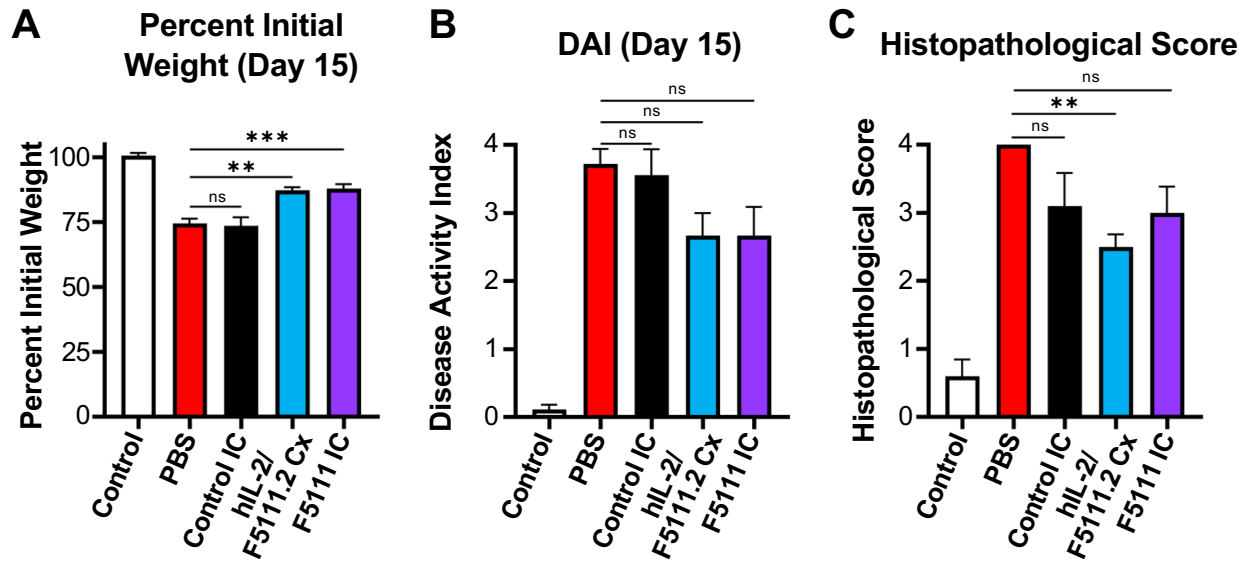 A
Percent Initial
Weight (Day 15)
Percent Initial Weight
100
75
50
25
0
***
**
ns
Control
PBS
Control IC
hIL-2/
F5111.2 Cx
F5111 IC
B
DAI (Day 15)
Disease Activity Index
4
3
2
1
0
ns
ns
ns
Control
PBS
Control IC
hIL-2/
F5111.2 Cx
F5111 IC
C
Histopathological Score
Histopathological Score
4
3
2
1
0
ns
**
ns
Control
PBS
Control IC
hIL-2/
F5111.2 Cx
F5111 IC